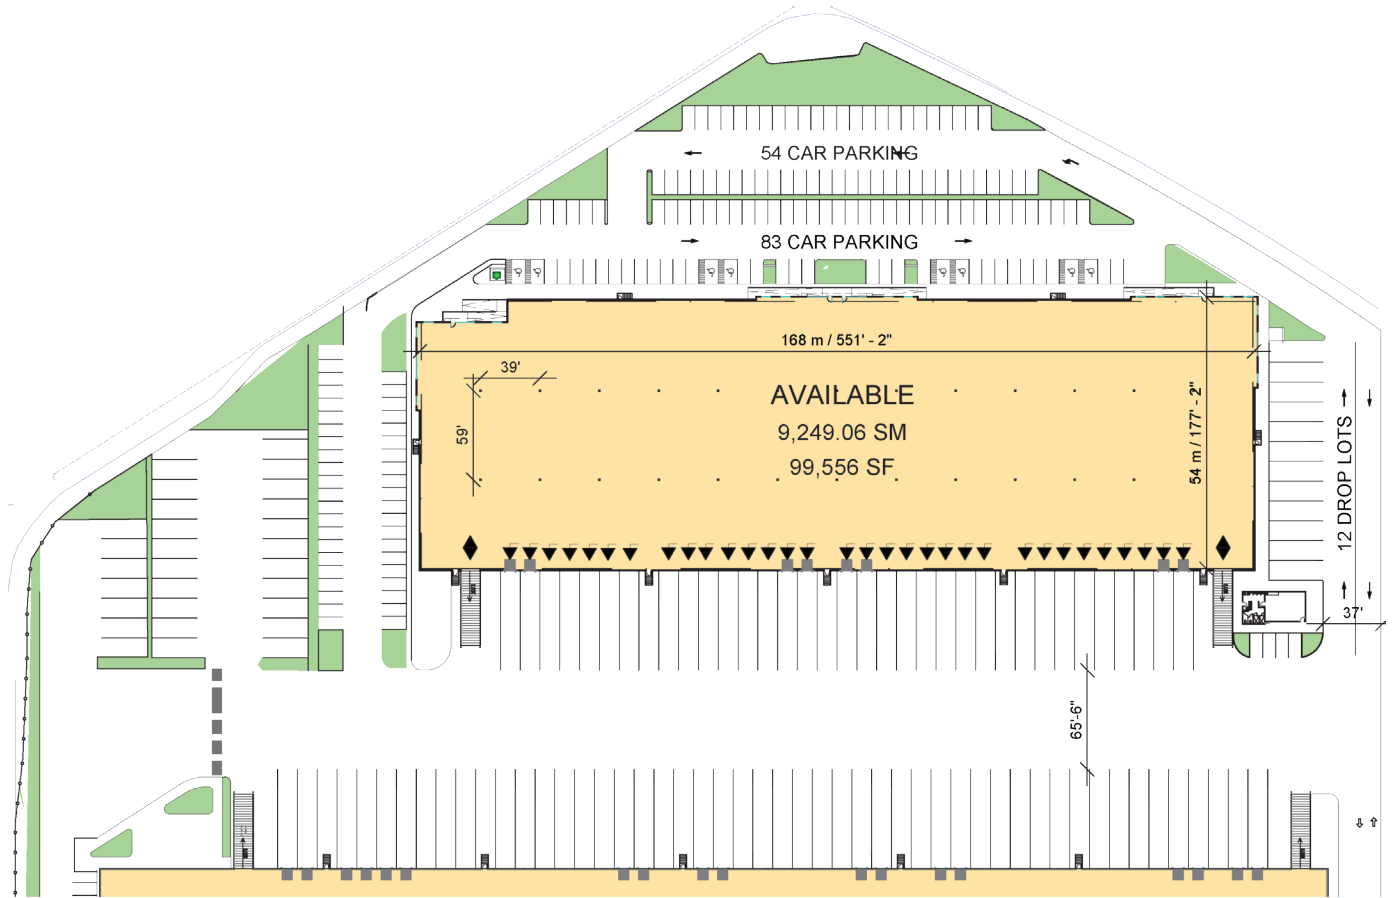 54 CAR PARKING
83 CAR PARKING
168 m / 551' - 2"
39'
AVAILABLE
9,249.06 SM
99,556 SF
59'
54 m / 177' - 2"
12 DROP LOTS
37'
65'-6"